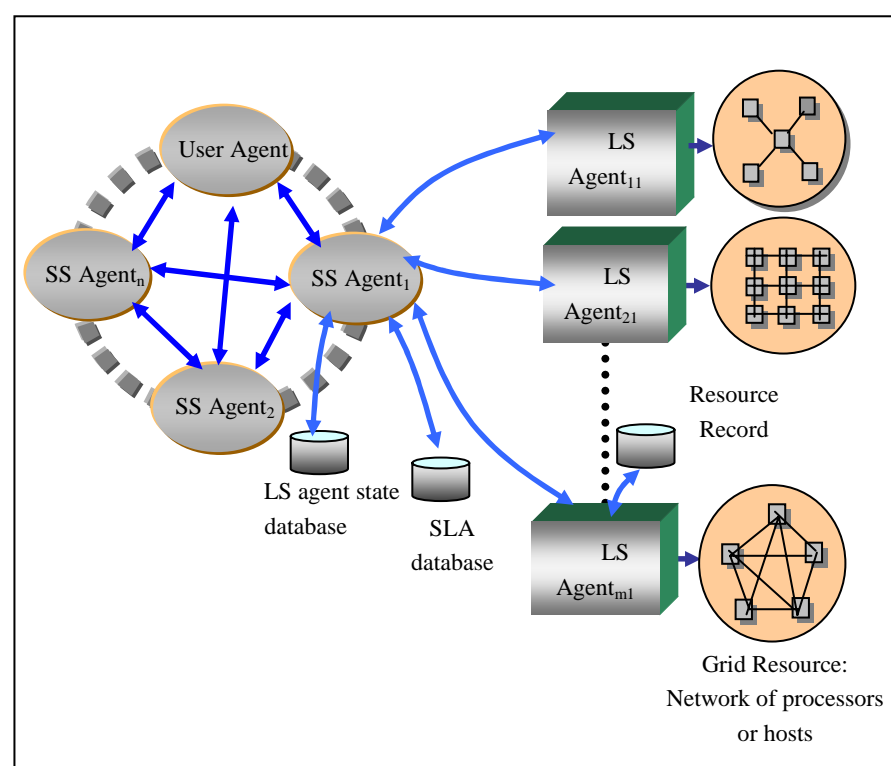 User Agent
SS Agentn
SS Agent1
SS Agent2
LS
Agent11
LS
Agent21
Resource
Record
LS agent state
database
SLA
database
LS
Agentm1
Grid Resource:
Network of processors
or hosts